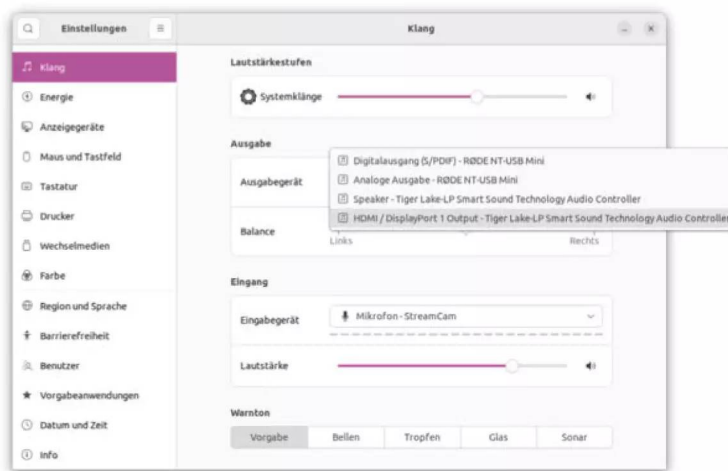 Einstellungen
Klang
Klang
Energie
Anzeigegeräte
Maus und Tastfeld
Tastatur
Drucker
Wechselmedien
Farbe
Region und Sprache
Barrierefreiheit
Benutzer
Vorgabeanwendungen
Datum und Zeit
Info
Lautstärkestufen
Systemklänge
Ausgabe
Ausgabegerät
Digitalausgang (S/PDIF) - RØDE NT-USB Mini
Analoge Ausgabe - RØDE NT-USB Mini
Speaker - Tiger Lake-LP Smart Sound Technology Audio Controller
HDMI / DisplayPort 1 Output - Tiger Lake-LP Smart Sound Technology Audio Controller
Balance
Links Rechts
Eingang
Eingabegerät
Mikrofon - StreamCam
Lautstärke
Warnton
Vorgabe Bellen Tropfen Glas Sonar